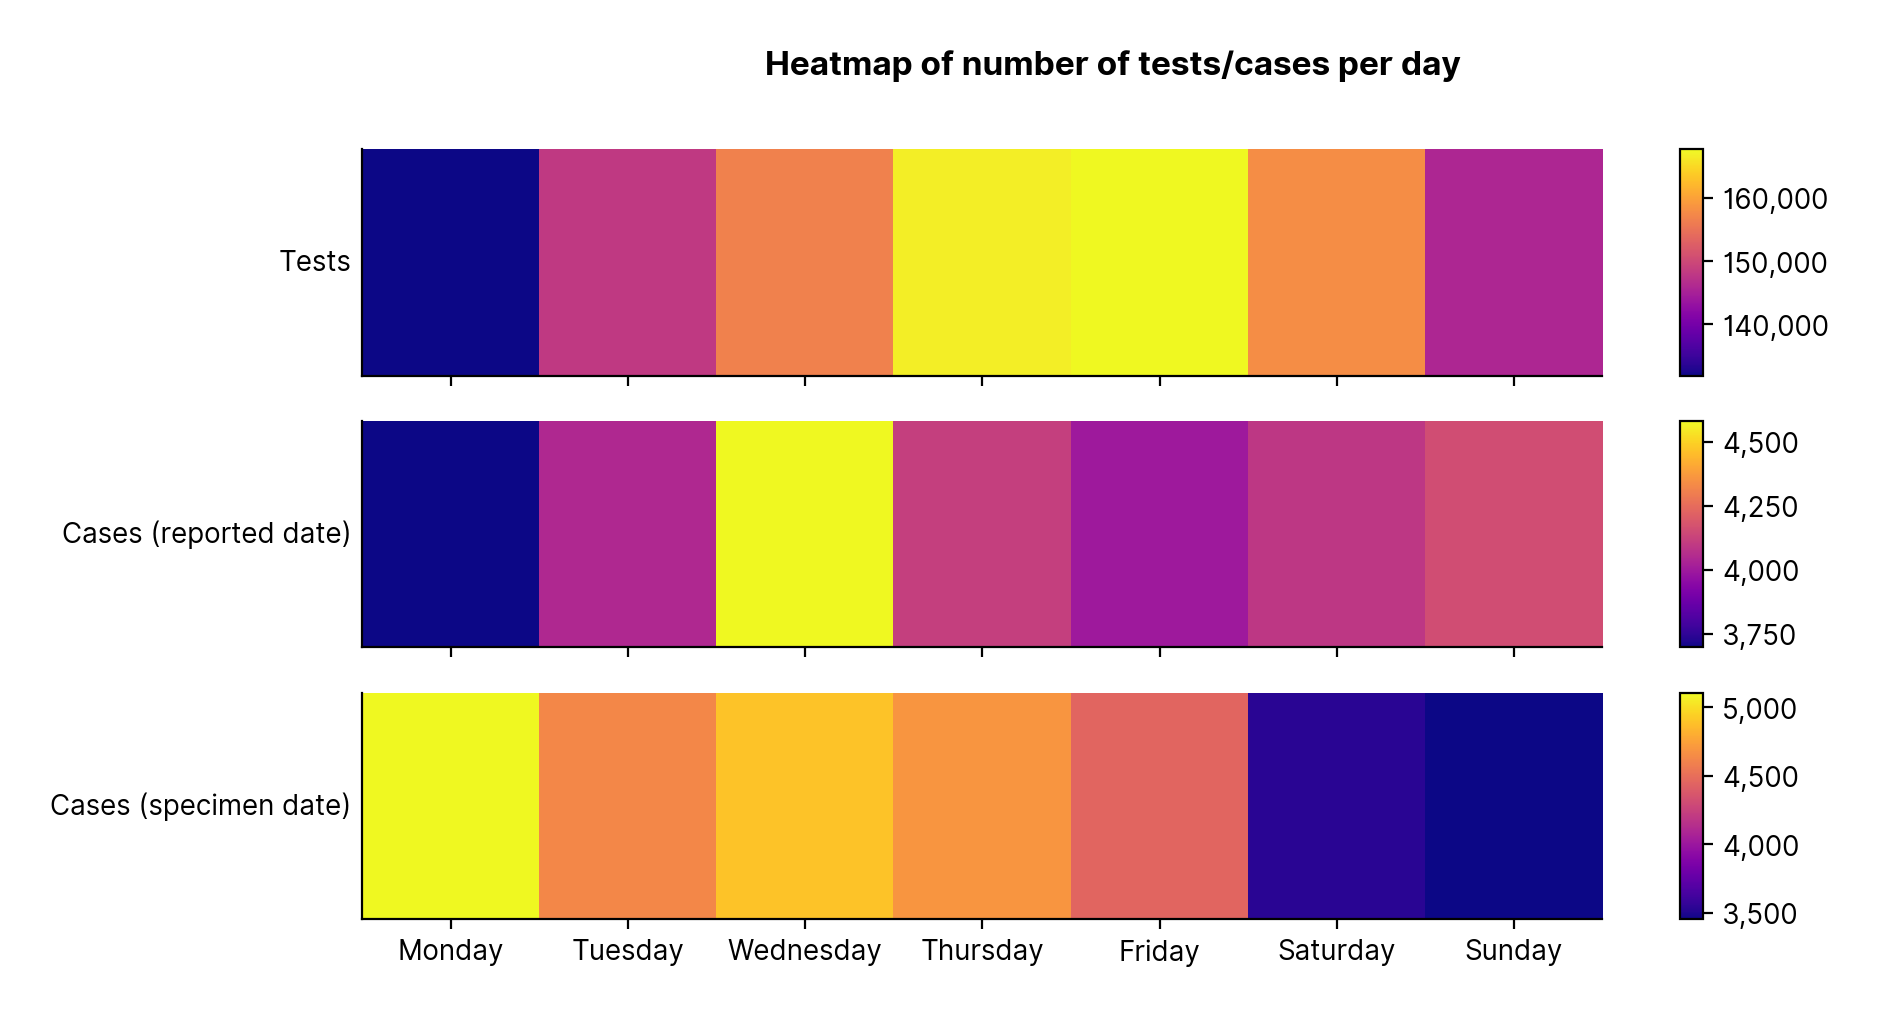 Heatmap of number of tests/cases per day
Tests
160,000
150,000
140,000
Cases (reported date)
4,500
4,250
4,000
3,750
Cases (specimen date)
5,000
4,500
4,000
3,500
Monday Tuesday Wednesday Thursday Friday Saturday Sunday